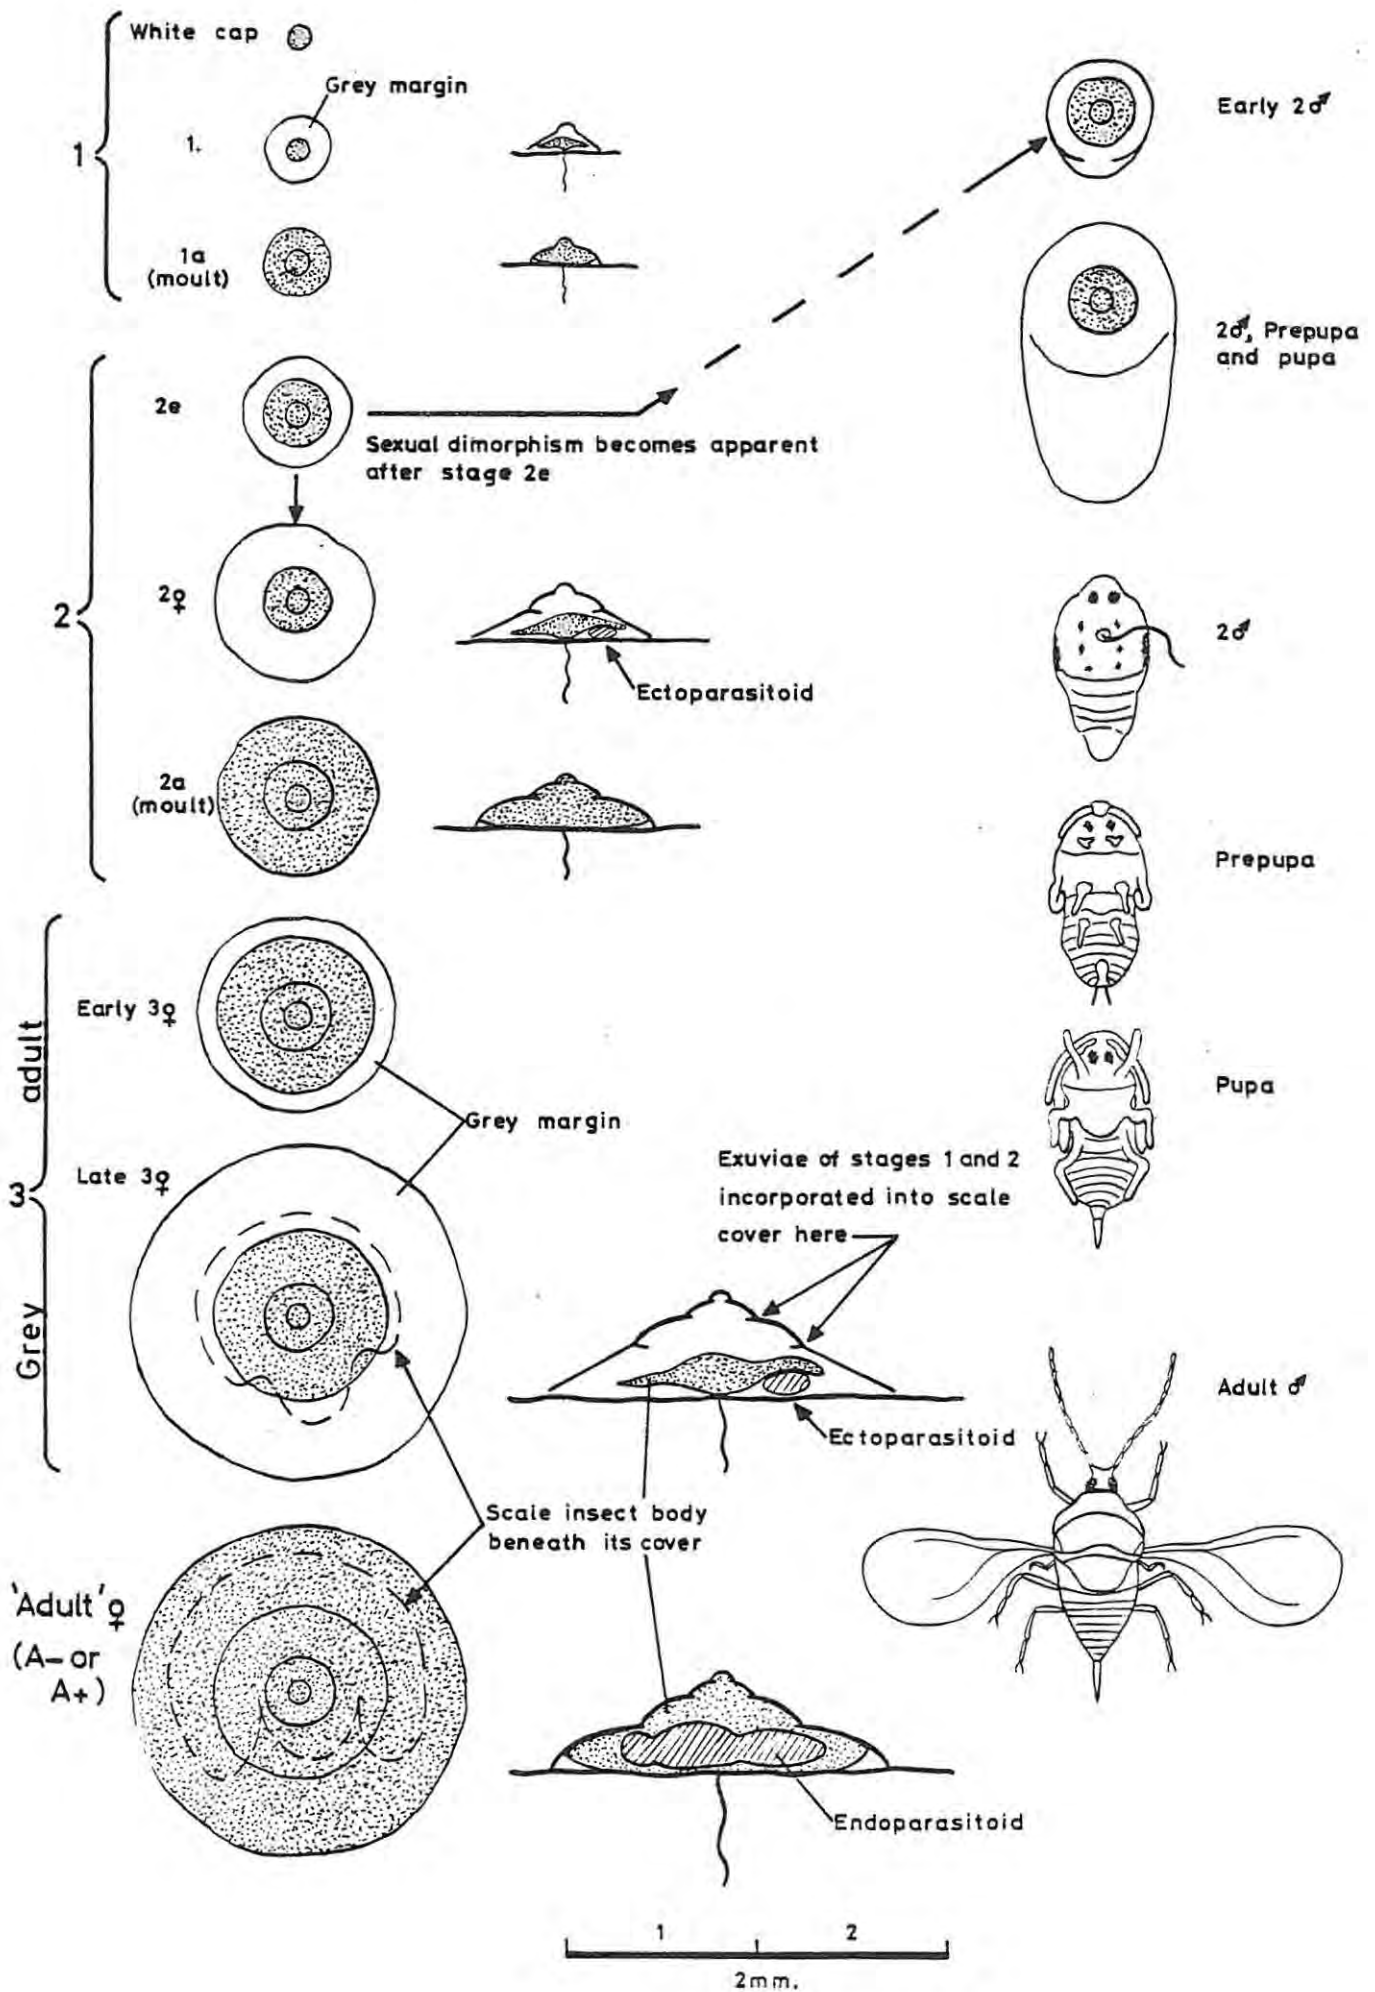 1
White cap
Grey margin
1.
1a
(moult)
2
2e
Sexual dimorphism becomes apparent
after stage 2e
2♀
Ectoparasitoid
2a
(moult)
3
Grey adult
Early 3♀
Grey margin
Late 3♀
Exuviae of stages 1 and 2
incorporated into scale
cover here
Ectoparasitoid
Scale insect body
beneath its cover
'Adult' ♀
(A- or
A+)
Endoparasitoid
Early 2♂
2♂, Prepupa
and pupa
2♂
Prepupa
Pupa
Adult ♂
1 2
2mm.